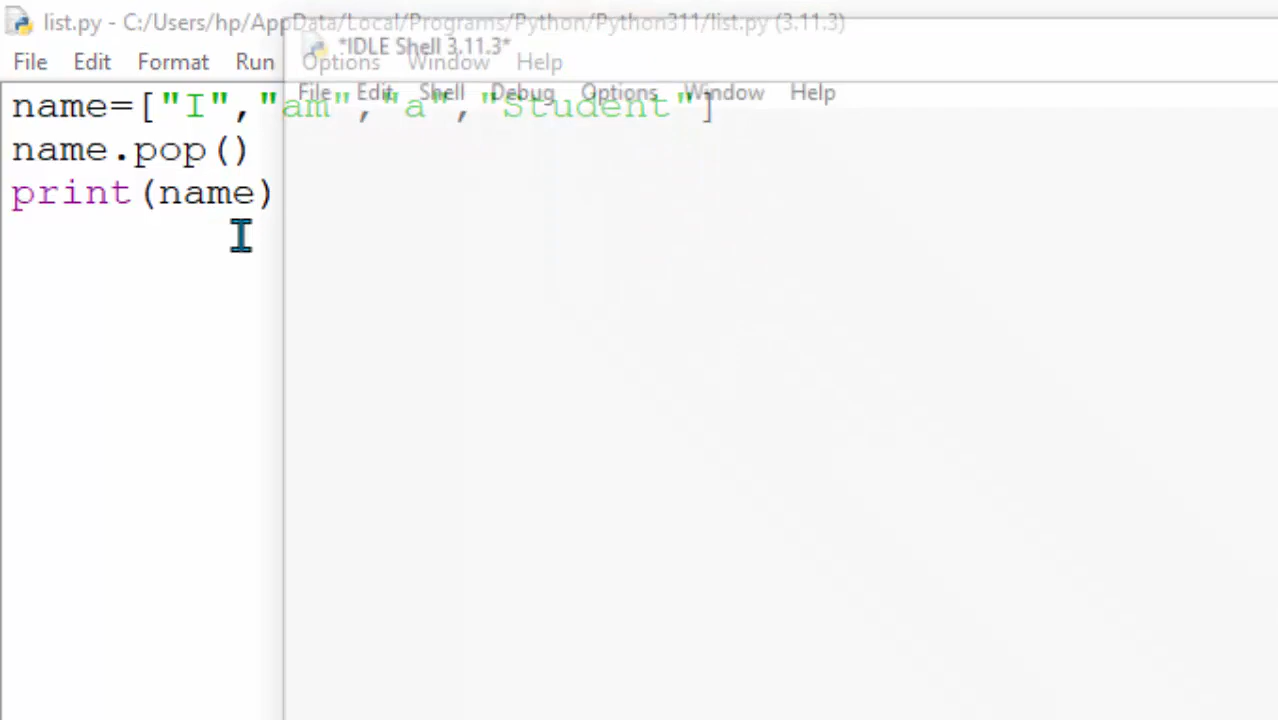 list.py - C:/Users/hp/AppData/Local/Programs/Python/Python311/list.py (3.11.3)
*IDLE Shell 3.11.3*
File Edit Format Run Options Window Help
File Edit Shell Debug Options Window Help
name=["I","am","a","Student"]
name.pop()
print(name)